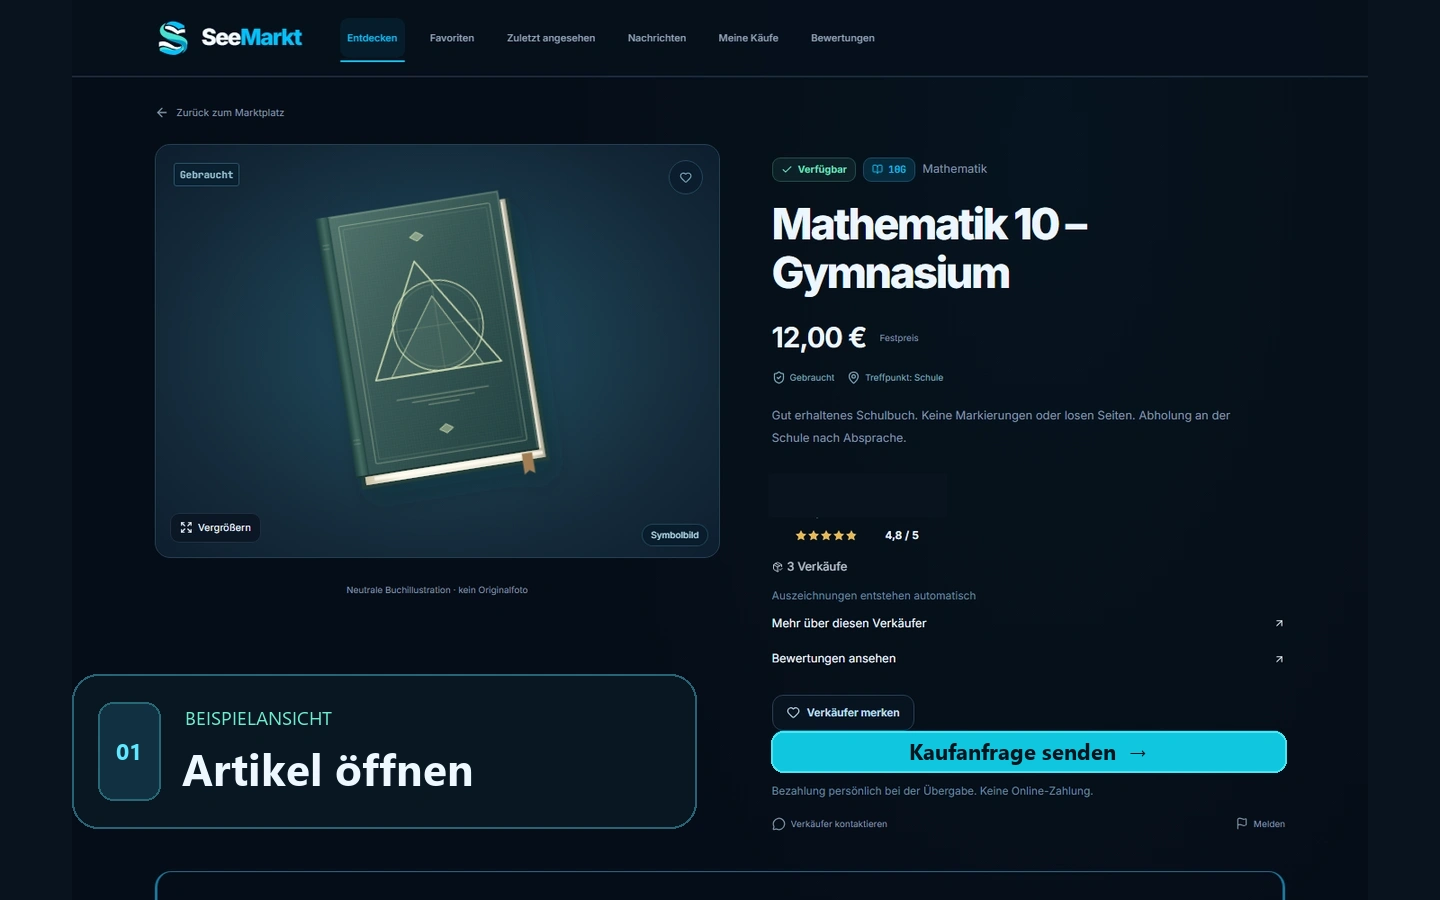 SeeMarkt
Entdecken
Favoriten
Zuletzt angesehen
Nachrichten
Meine Käufe
Bewertungen
Zurück zum Marktplatz
Gebraucht
Vergrößern
Symbolbild
Neutrale Buchillustration · kein Originalfoto
Verfügbar
10G
Mathematik
Mathematik 10 –
Gymnasium
12,00 €
Festpreis
Gebraucht
Treffpunkt: Schule
Gut erhaltenes Schulbuch. Keine Markierungen oder losen Seiten. Abholung an der
Schule nach Absprache.
4,8 / 5
3 Verkäufe
Auszeichnungen entstehen automatisch
Mehr über diesen Verkäufer
Bewertungen ansehen
Verkäufer merken
Kaufanfrage senden →
Bezahlung persönlich bei der Übergabe. Keine Online-Zahlung.
Verkäufer kontaktieren
Melden
01
BEISPIELANSICHT
Artikel öffnen